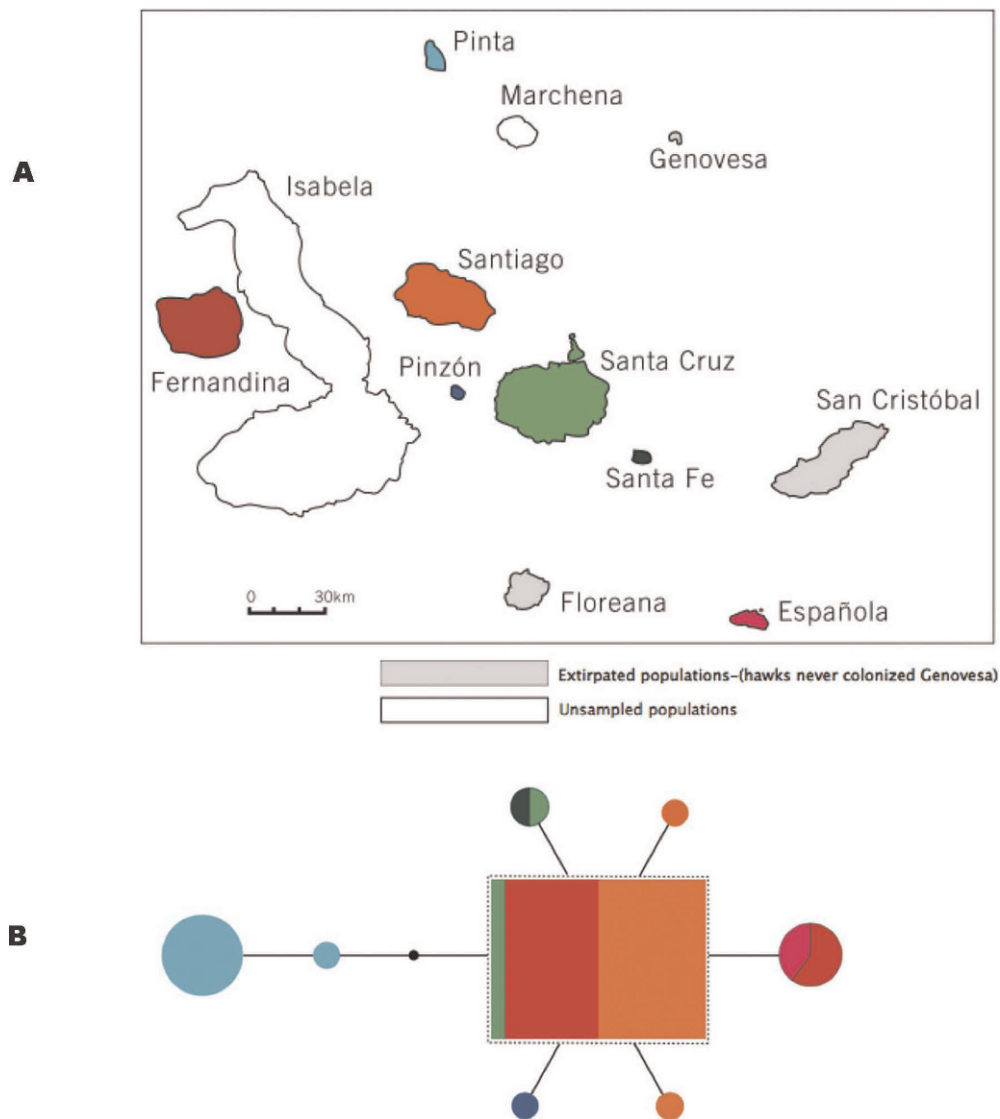 A
Pinta
Marchena
Genovesa
Isabela
Santiago
Fernandina
Pinzón
Santa Cruz
San Cristóbal
Santa Fe
0 30km
Floreana
Española
Extirpated populations–(hawks never colonized Genovesa)
Unsampled populations
B